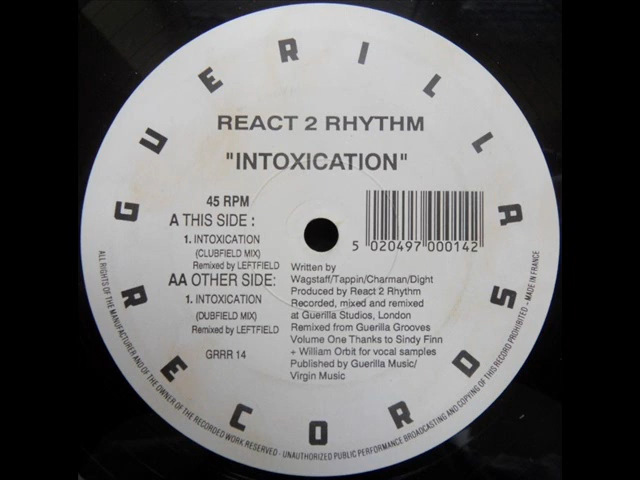 GUERILLA RECORDS
REACT 2 RHYTHM
"INTOXICATION"
45 RPM
A THIS SIDE :
1. INTOXICATION
(CLUBFIELD MIX)
Remixed by LEFTFIELD
AA OTHER SIDE:
1. INTOXICATION
(DUBFIELD MIX)
Remixed by LEFTFIELD
GRRR 14
5 020497 000142
Written by
Wagstaff/Tappin/Charman/Dight
Produced by React 2 Rhythm
Recorded, mixed and remixed
at Guerilla Studios, London
Remixed from Guerilla Grooves
Volume One Thanks to Sindy Finn
+ William Orbit for vocal samples
Published by Guerilla Music/
Virgin Music
ALL RIGHTS OF THE MANUFACTURER AND OF THE OWNER OF THE RECORDED WORK RESERVED - UNAUTHORIZED PUBLIC PERFORMANCE BROADCASTING AND COPYING OF THIS RECORD PROHIBITED - MADE IN FRANCE